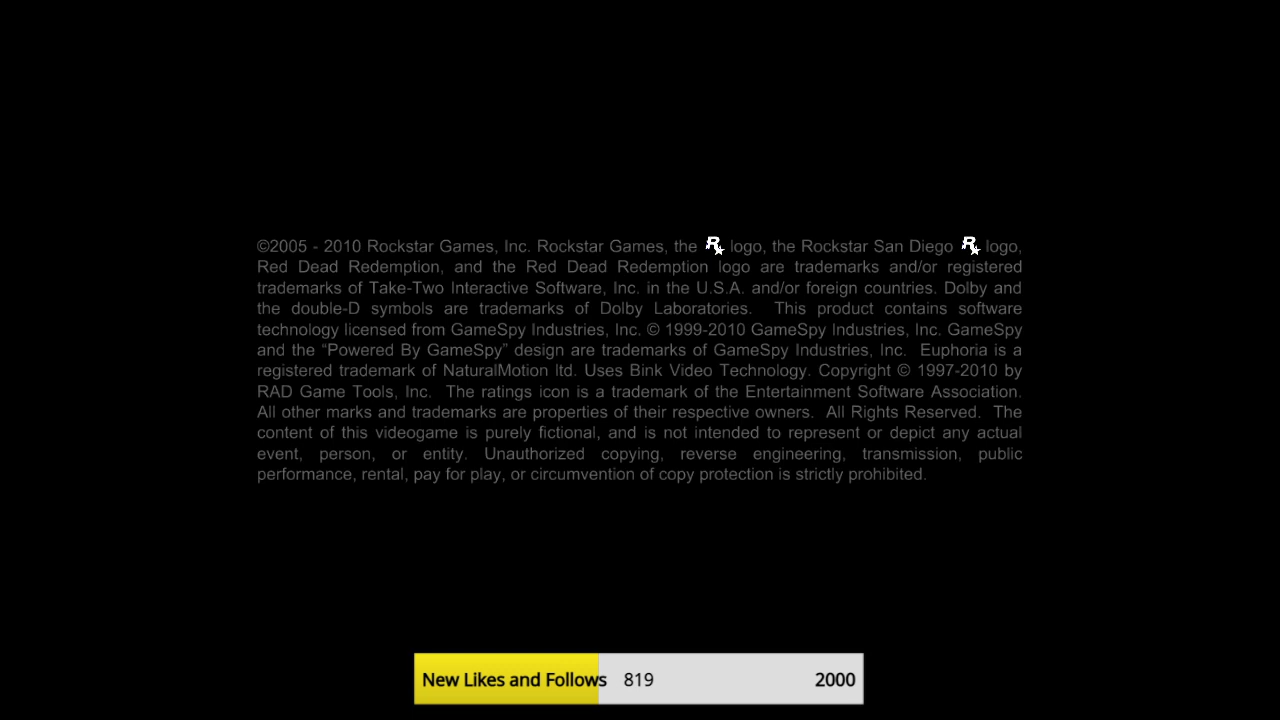 ©2005 - 2010 Rockstar Games, Inc. Rockstar Games, the R logo, the Rockstar San Diego R logo,
Red Dead Redemption, and the Red Dead Redemption logo are trademarks and/or registered
trademarks of Take-Two Interactive Software, Inc. in the U.S.A. and/or foreign countries. Dolby and
the double-D symbols are trademarks of Dolby Laboratories. This product contains software
technology licensed from GameSpy Industries, Inc. © 1999-2010 GameSpy Industries, Inc. GameSpy
and the “Powered By GameSpy” design are trademarks of GameSpy Industries, Inc. Euphoria is a
registered trademark of NaturalMotion ltd. Uses Bink Video Technology. Copyright © 1997-2010 by
RAD Game Tools, Inc. The ratings icon is a trademark of the Entertainment Software Association.
All other marks and trademarks are properties of their respective owners. All Rights Reserved. The
content of this videogame is purely fictional, and is not intended to represent or depict any actual
event, person, or entity. Unauthorized copying, reverse engineering, transmission, public
performance, rental, pay for play, or circumvention of copy protection is strictly prohibited.
New Likes and Follows 819 2000